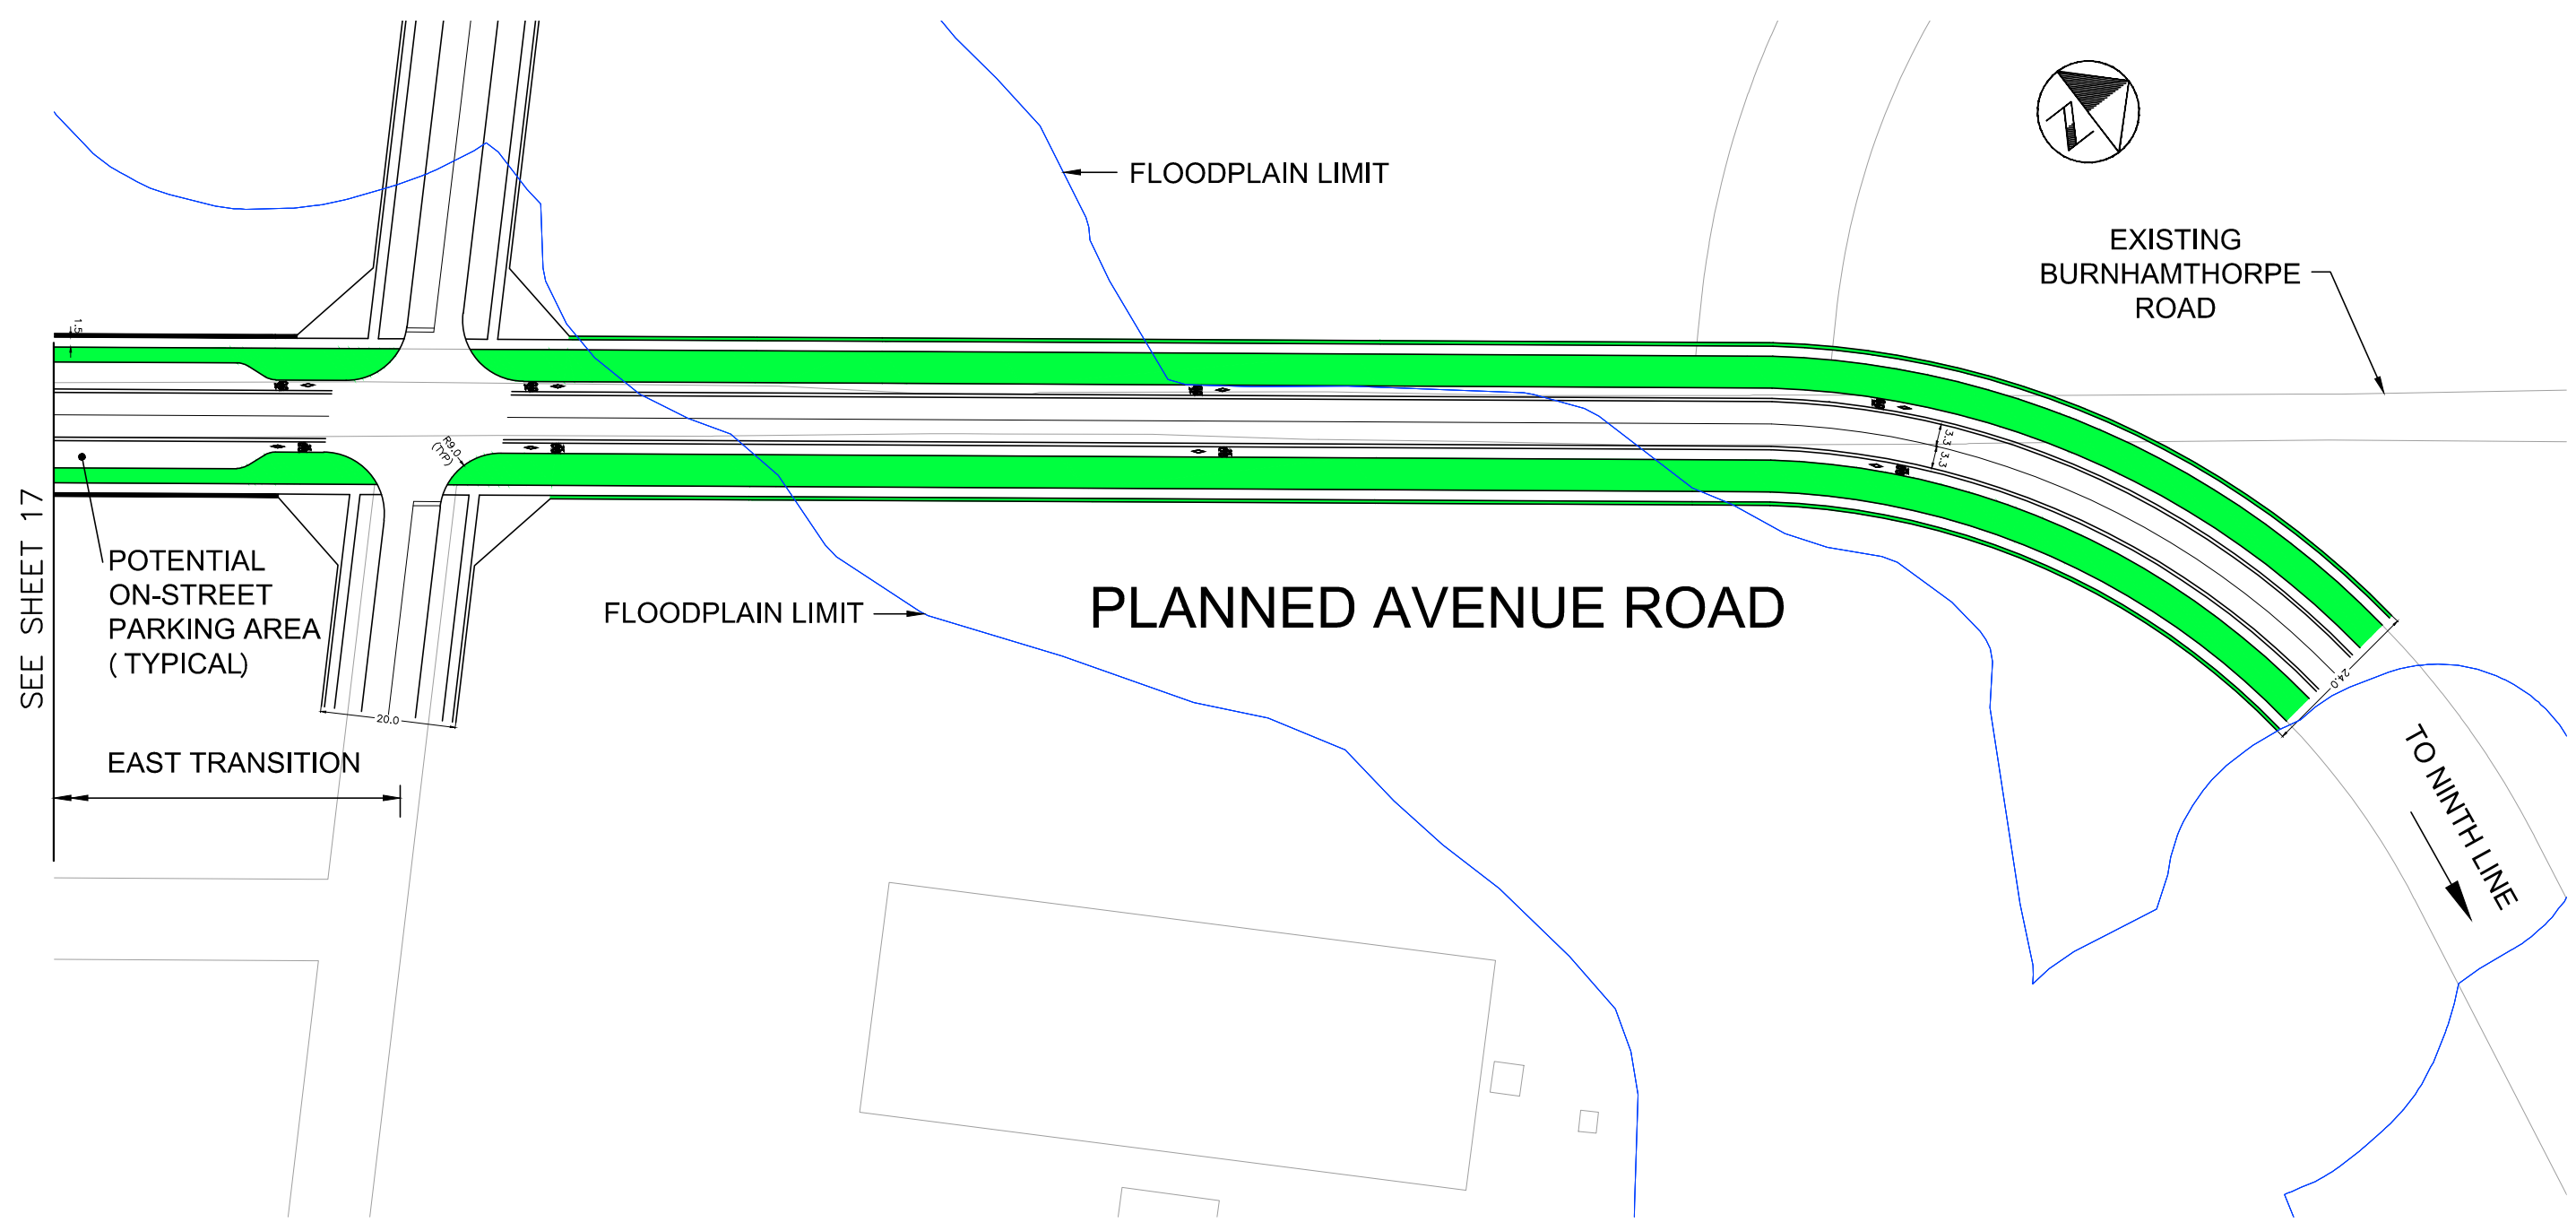 FLOODPLAIN LIMIT
N
EXISTING
BURNHAMTHORPE
ROAD
1.5
R9.0
(TYP)
3.3
3.3
SEE SHEET 17
POTENTIAL
ON-STREET
PARKING AREA
( TYPICAL)
FLOODPLAIN LIMIT
PLANNED AVENUE ROAD
24.0
20.0
EAST TRANSITION
TO NINTH LINE